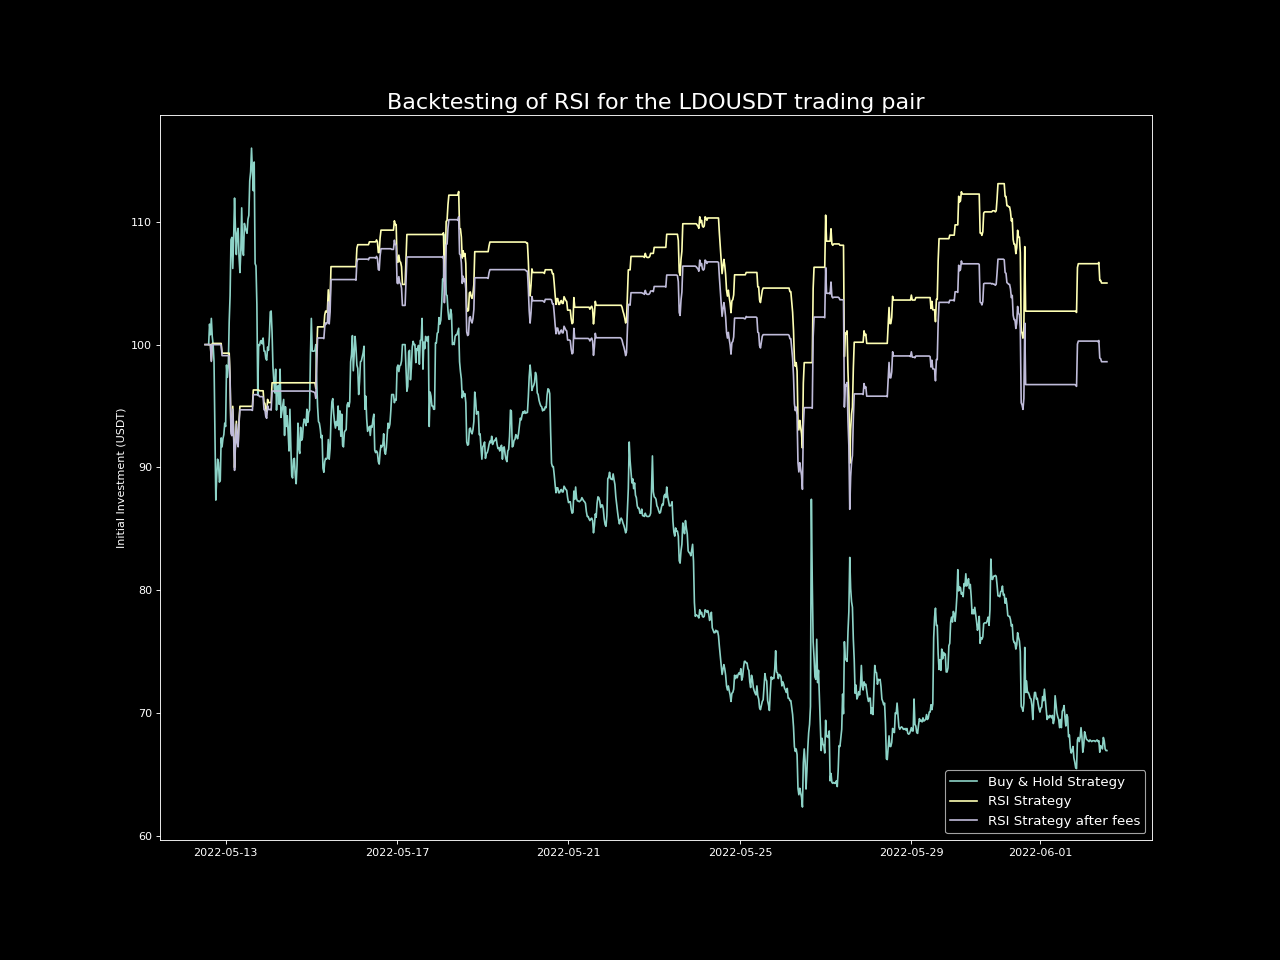 Backtesting of RSI for the LDOUSDT trading pair
Initial Investment (USDT)
110
100
90
80
70
60
2022-05-13
2022-05-17
2022-05-21
2022-05-25
2022-05-29
2022-06-01
Buy & Hold Strategy
RSI Strategy
RSI Strategy after fees